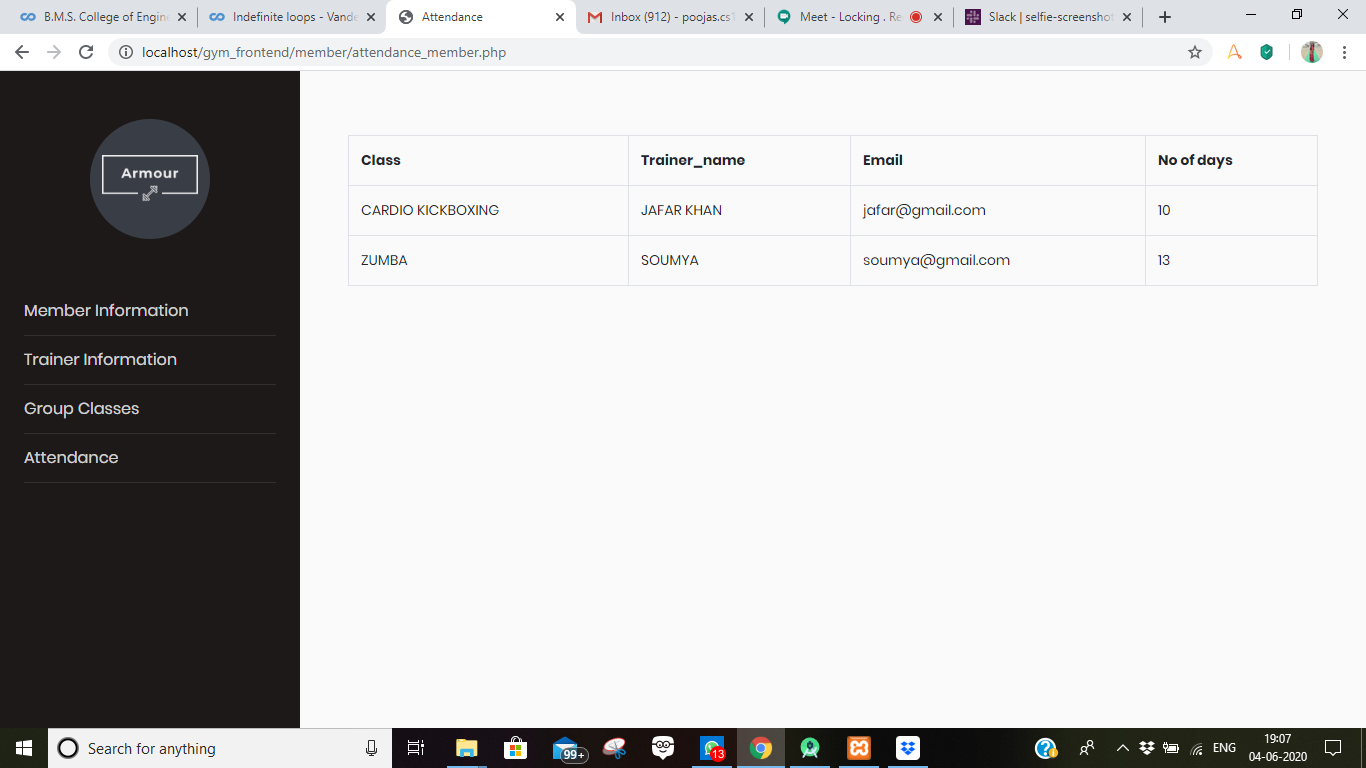 B.M.S. College of Engine
Indefinite loops - Vande
Attendance
Inbox (912) - poojas.cs1
Meet - Locking . Re
Slack | selfie-screenshot
localhost/gym_frontend/member/attendance_member.php
Armour
Member Information
Trainer Information
Group Classes
Attendance
Class Trainer_name Email No of days
CARDIO KICKBOXING JAFAR KHAN jafar@gmail.com 10
ZUMBA SOUMYA soumya@gmail.com 13
Search for anything
99+
13
ENG
19:07
04-06-2020